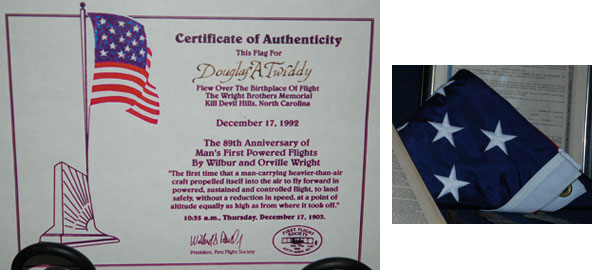 Certificate of Authenticity
This Flag For
Douglas A Twiddy
Flew Over The Birthplace Of Flight
The Wright Brothers Memorial
Kill Devil Hills, North Carolina
December 17, 1992
The 89th Anniversary of
Man's First Powered Flights
By Wilbur and Orville Wright
"The first time that a man-carrying heavier-than-air
craft propelled itself into the air to fly forward in
powered, sustained and controlled flight, to land
safely, without a reduction in speed, at a point of
altitude equally as high as from where it took off."
10:35 a.m., Thursday, December 17, 1903.
President, First Flight Society
FIRST FLIGHT
SOCIETY